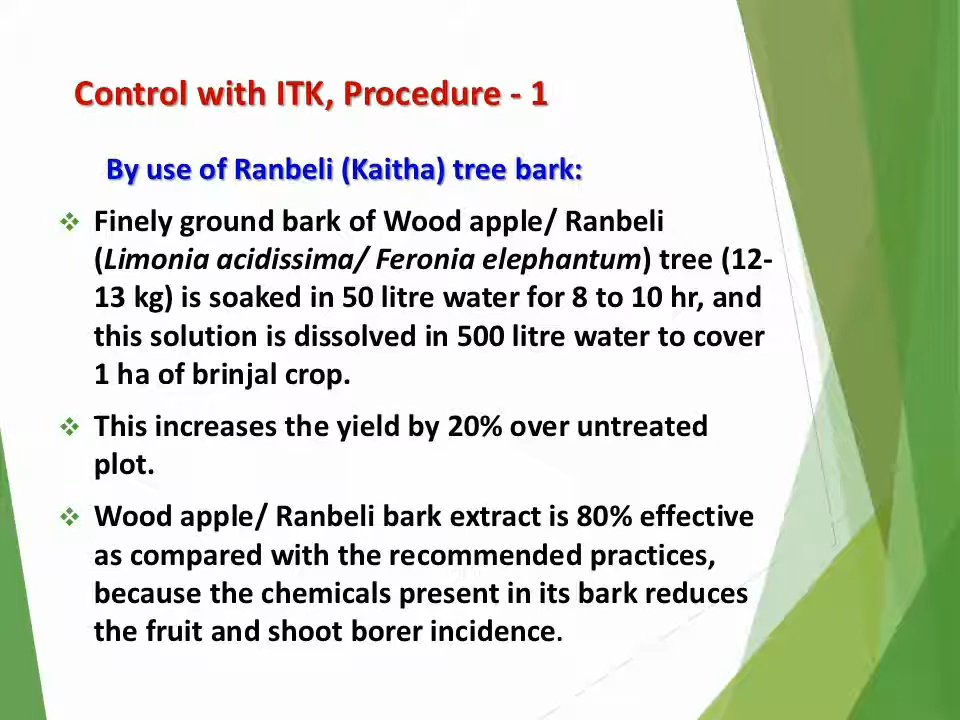 Control with ITK, Procedure - 1
By use of Ranbeli (Kaitha) tree bark:
❖ Finely ground bark of Wood apple/ Ranbeli
(Limonia acidissima/ Feronia elephantum) tree (12-
13 kg) is soaked in 50 litre water for 8 to 10 hr, and
this solution is dissolved in 500 litre water to cover
1 ha of brinjal crop.
❖ This increases the yield by 20% over untreated
plot.
❖ Wood apple/ Ranbeli bark extract is 80% effective
as compared with the recommended practices,
because the chemicals present in its bark reduces
the fruit and shoot borer incidence.